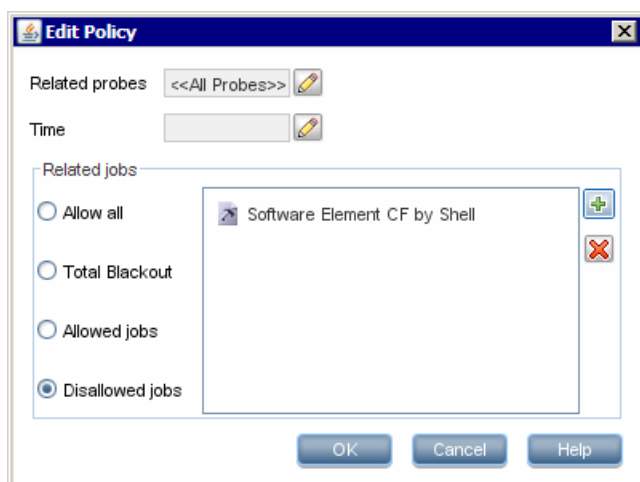 Edit Policy
Related probes <<All Probes>>
Time
Related jobs
Allow all
Software Element CF by Shell
Total Blackout
Allowed jobs
Disallowed jobs
OK Cancel Help